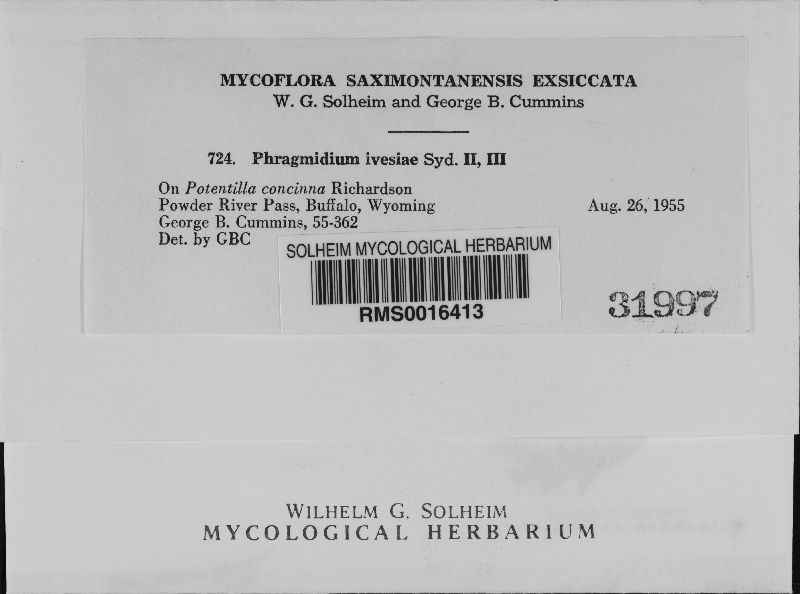 MYCOFLORA SAXIMONTANENSIS EXSICCATA
W. G. Solheim and George B. Cummins
724. Phragmidium ivesiae Syd. II, III
On Potentilla concinna Richardson
Powder River Pass, Buffalo, Wyoming Aug. 26, 1955
George B. Cummins, 55-362
Det. by GBC
SOLHEIM MYCOLOGICAL HERBARIUM
RMS0016413
31997
WILHELM G. SOLHEIM
MYCOLOGICAL HERBARIUM